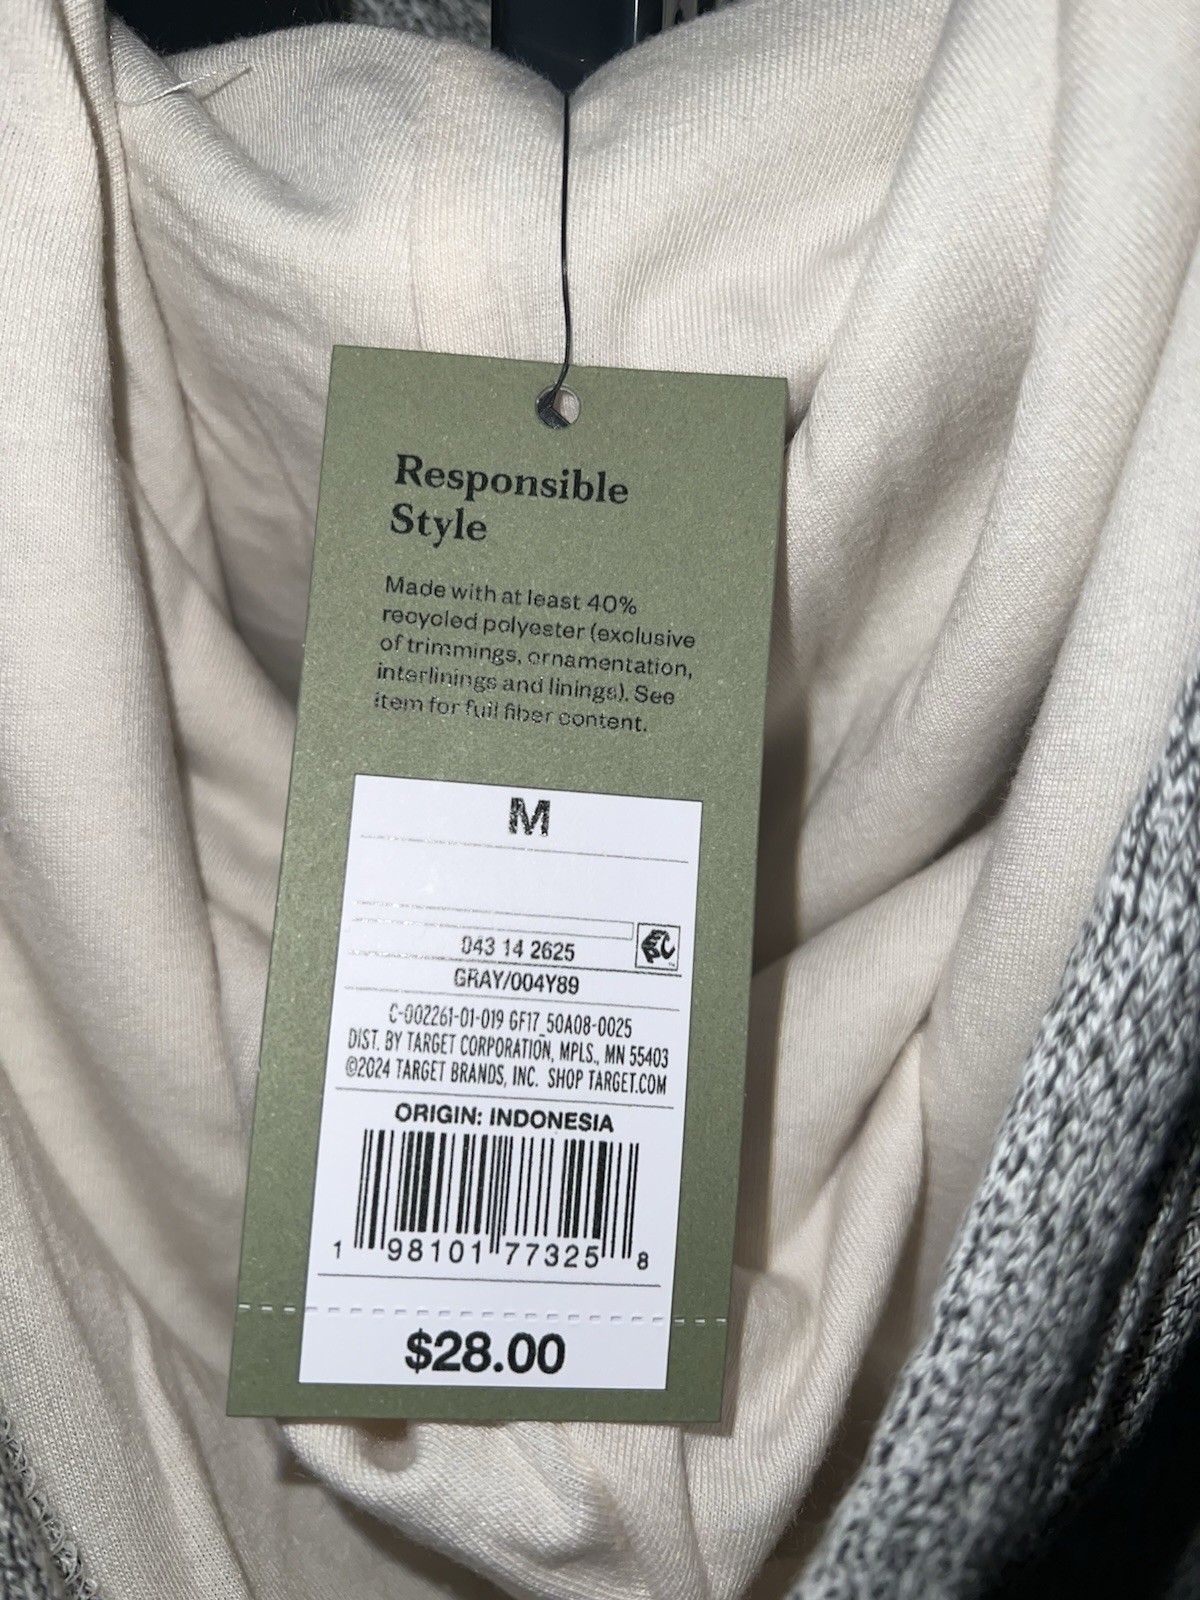 Responsible
Style
Made with at least 40%
recycled polyester (exclusive
of trimmings, ornamentation,
interlinings and linings). See
item for full fiber content.
M
043 14 2625
GRAY/004Y89
C-002261-01-019 GF17_50A08-0025
DIST. BY TARGET CORPORATION, MPLS., MN 55403
©2024 TARGET BRANDS, INC. SHOP TARGET.COM
ORIGIN: INDONESIA
1 98101 77325 8
$28.00